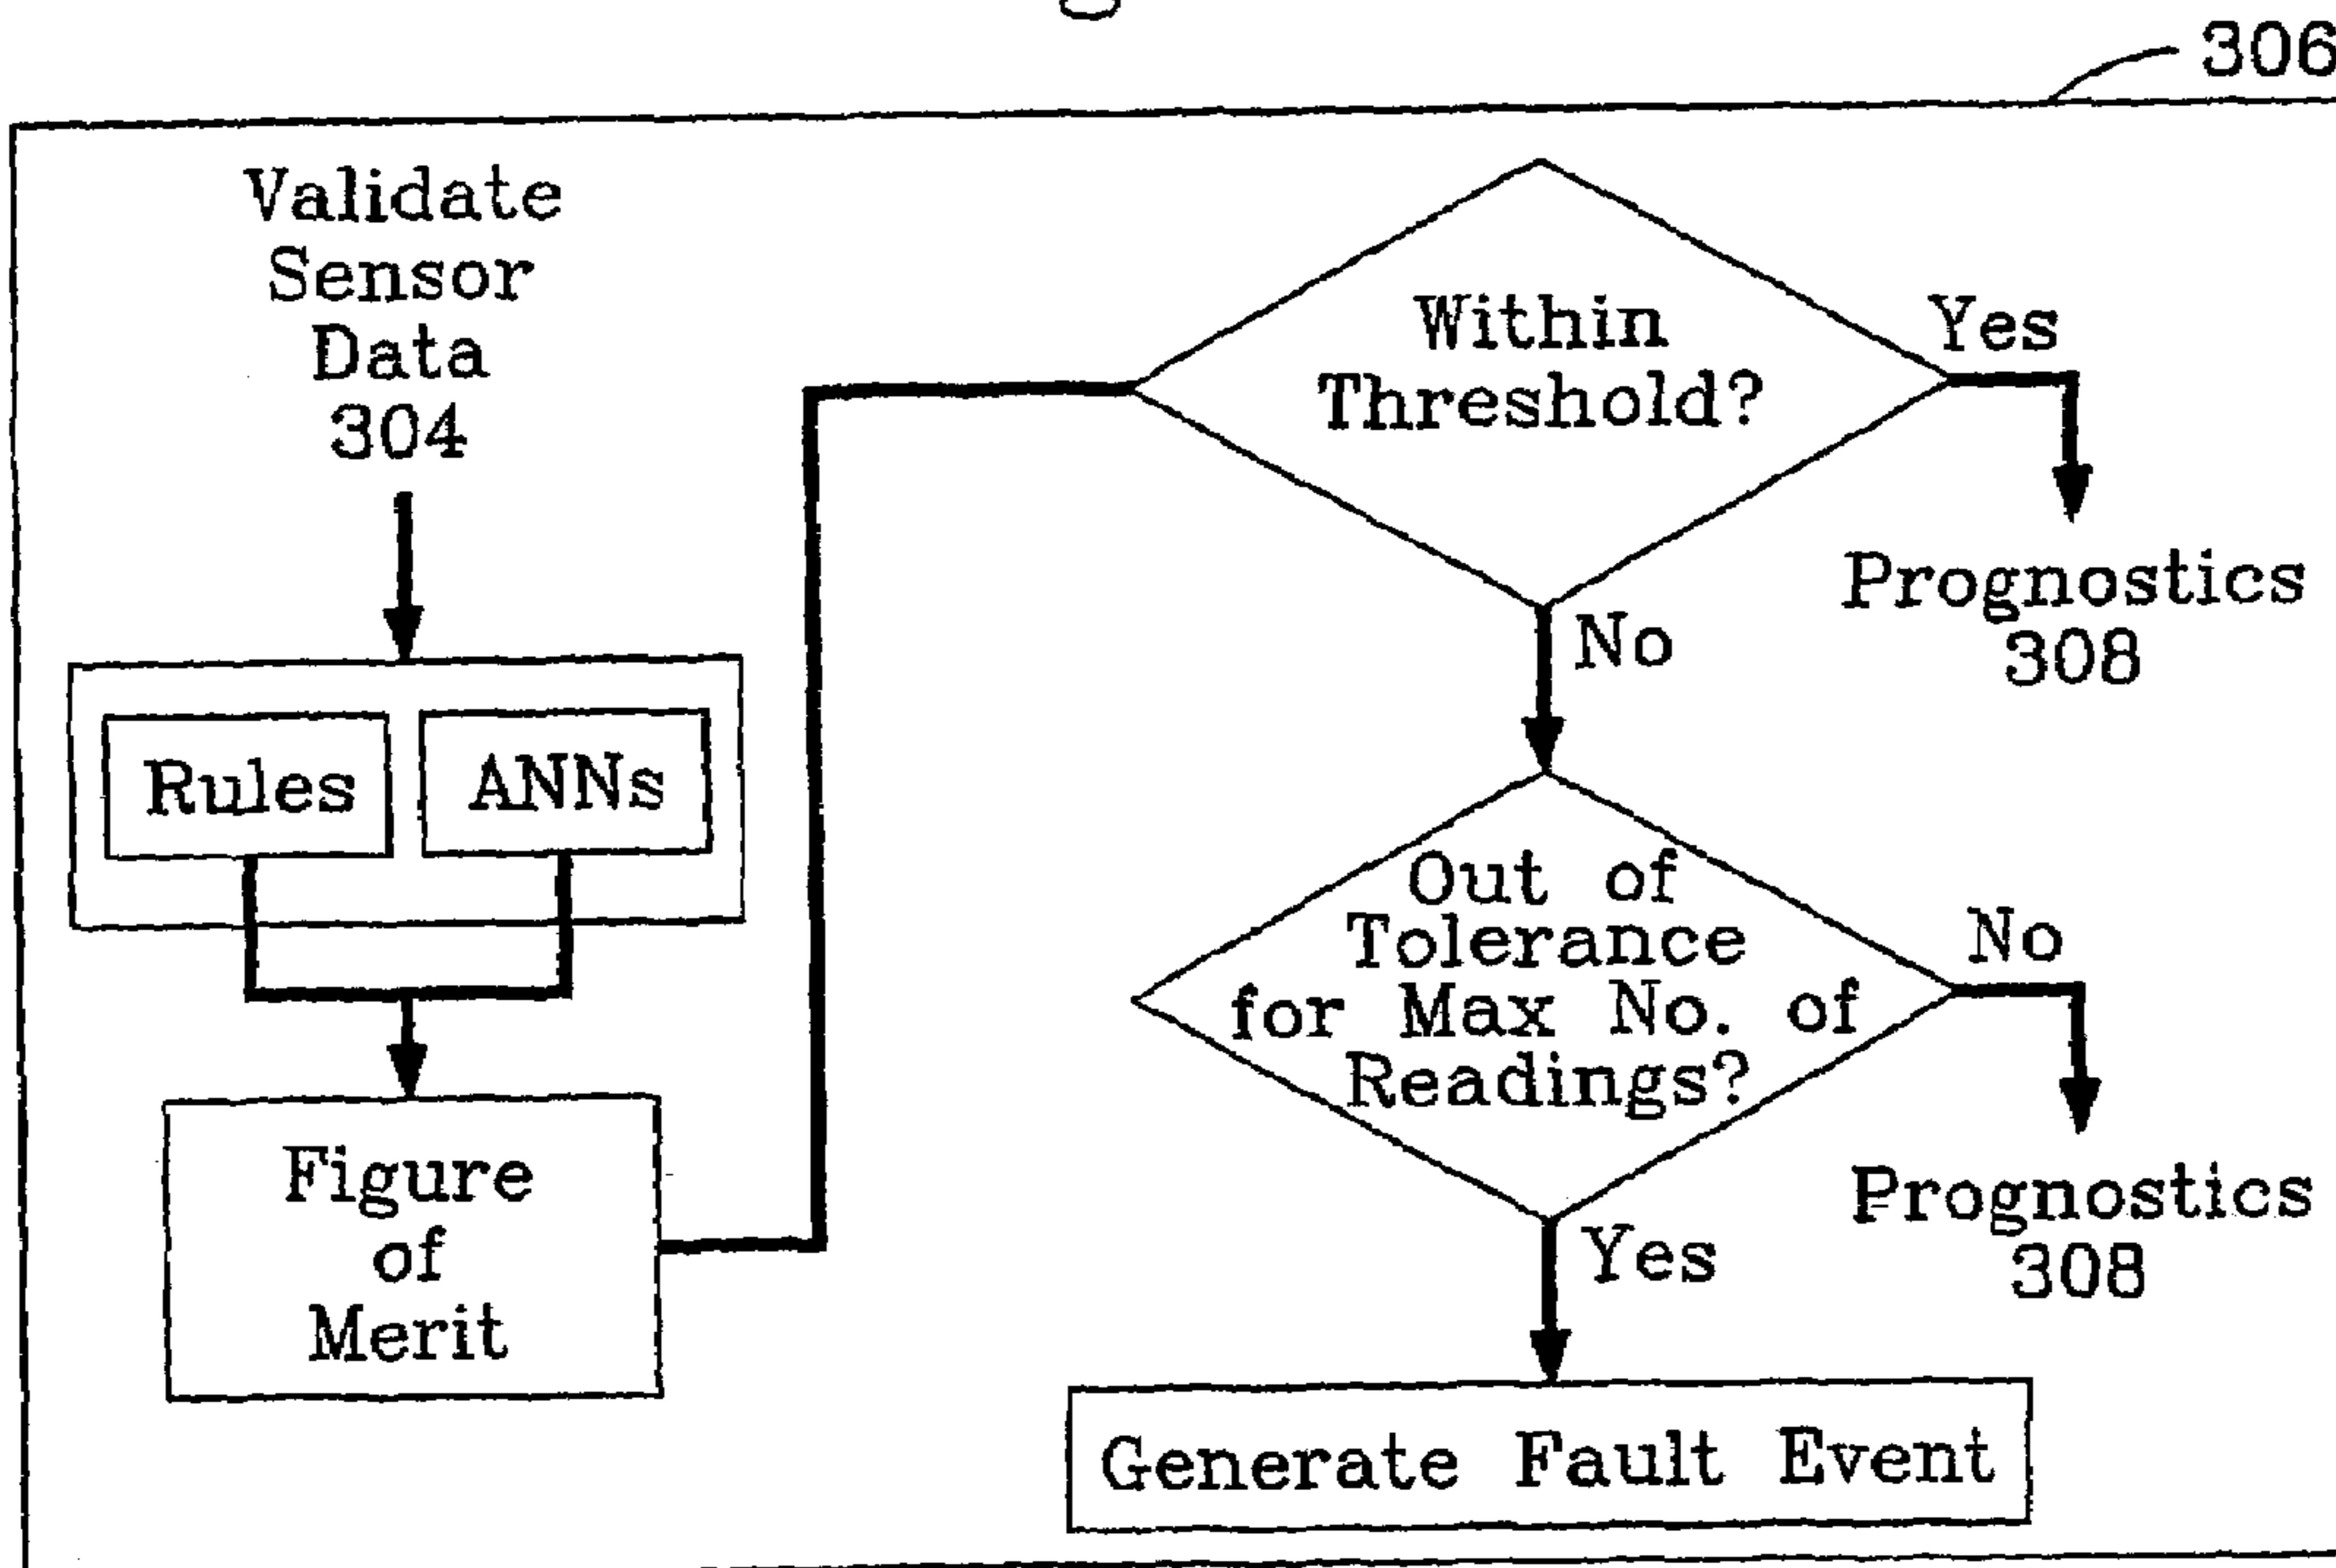 306
Validate
Sensor
Data
304
Rules
ANNs
Figure
of
Merit
Within
Threshold?
Yes
Prognostics
308
No
Out of
Tolerance
for Max No. of
Readings?
No
Prognostics
308
Yes
Generate Fault Event